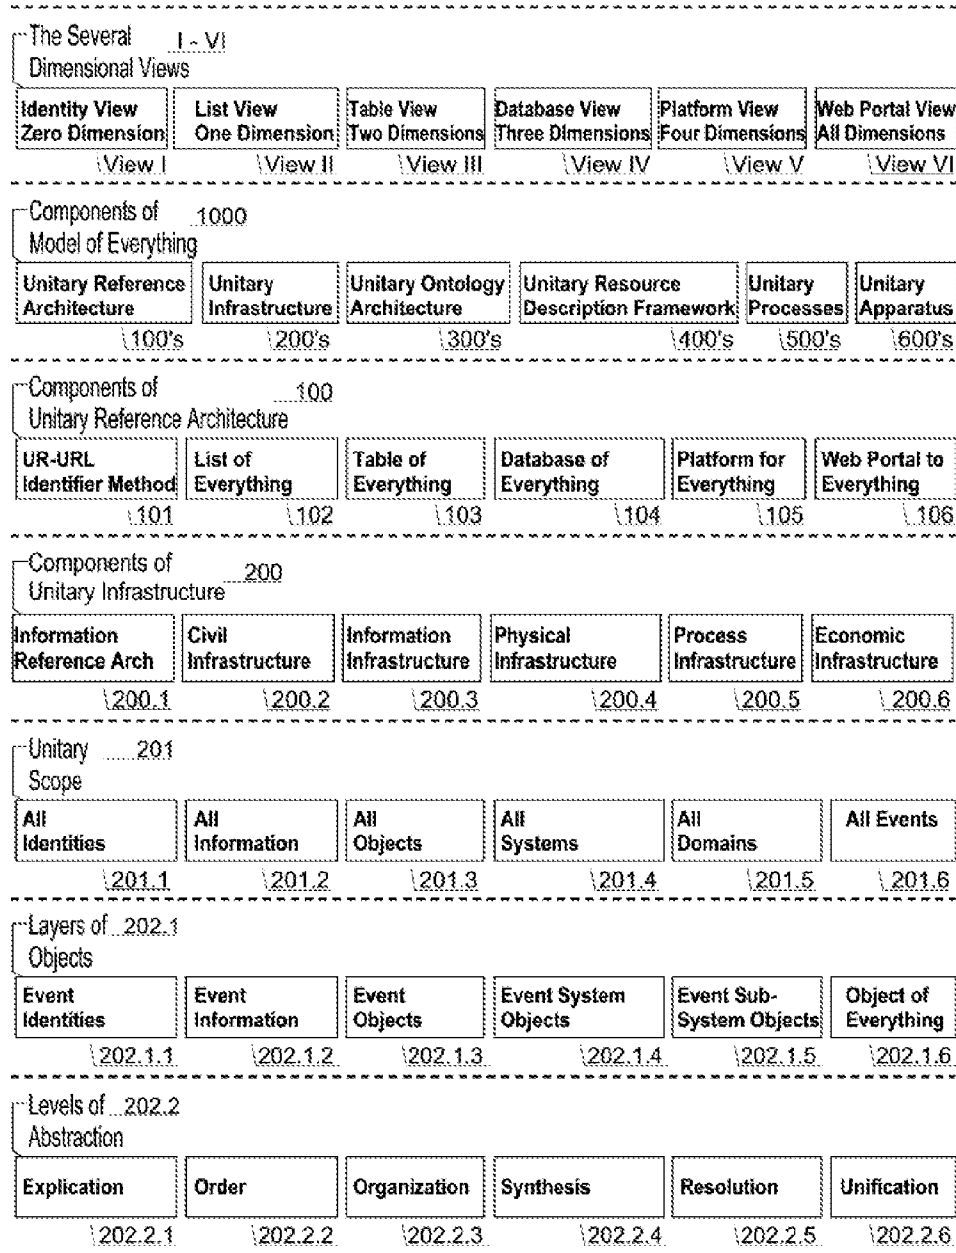 The Several I - VI
Dimensional Views
Identity View
Zero Dimension
View I
List View
One Dimension
View II
Table View
Two Dimensions
View III
Database View
Three Dimensions
View IV
Platform View
Four Dimensions
View V
Web Portal View
All Dimensions
View VI
Components of 1000
Model of Everything
Unitary Reference
Architecture
100's
Unitary
Infrastructure
200's
Unitary Ontology
Architecture
300's
Unitary Resource
Description Framework
400's
Unitary
Processes
500's
Unitary
Apparatus
600's
Components of 100
Unitary Reference Architecture
UR-URL
Identifier Method
101
List of
Everything
102
Table of
Everything
103
Database of
Everything
104
Platform for
Everything
105
Web Portal to
Everything
106
Components of 200
Unitary Infrastructure
Information
Reference Arch
200.1
Civil
Infrastructure
200.2
Information
Infrastructure
200.3
Physical
Infrastructure
200.4
Process
Infrastructure
200.5
Economic
Infrastructure
200.6
Unitary 201
Scope
All
Identities
201.1
All
Information
201.2
All
Objects
201.3
All
Systems
201.4
All
Domains
201.5
All Events
201.6
Layers of 202.1
Objects
Event
Identities
202.1.1
Event
Information
202.1.2
Event
Objects
202.1.3
Event System
Objects
202.1.4
Event Sub-
System Objects
202.1.5
Object of
Everything
202.1.6
Levels of 202.2
Abstraction
Explication
202.2.1
Order
202.2.2
Organization
202.2.3
Synthesis
202.2.4
Resolution
202.2.5
Unification
202.2.6